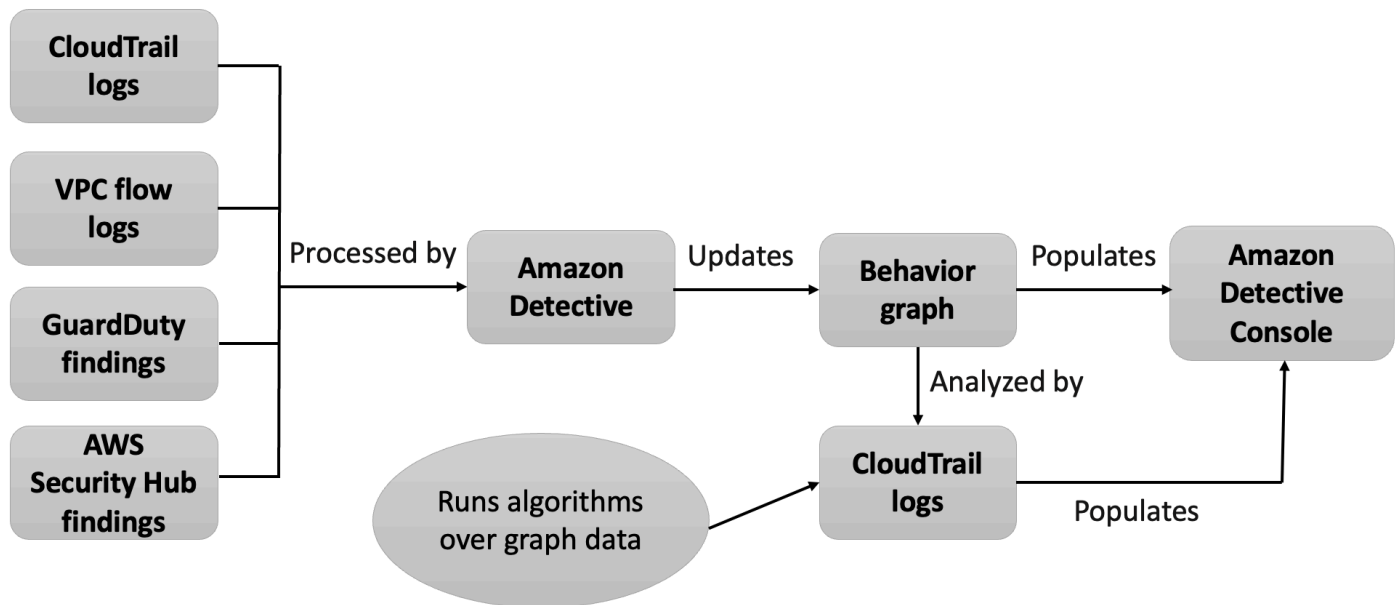 CloudTrail
logs
VPC flow
logs
GuardDuty
findings
AWS
Security Hub
findings
Processed by
Amazon
Detective
Updates
Behavior
graph
Populates
Amazon
Detective
Console
Analyzed by
CloudTrail
logs
Runs algorithms
over graph data
Populates